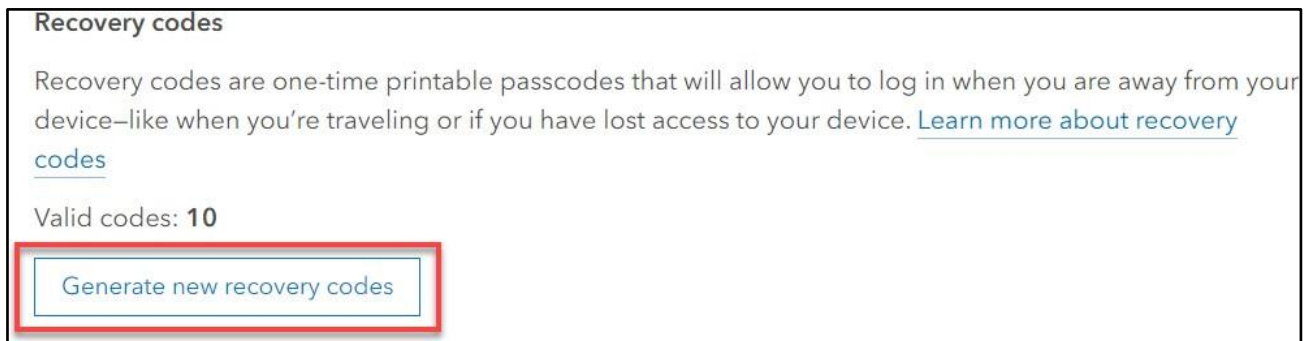 Recovery codes
Recovery codes are one-time printable passcodes that will allow you to log in when you are away from your
device—like when you're traveling or if you have lost access to your device. Learn more about recovery
codes
Valid codes: 10
Generate new recovery codes